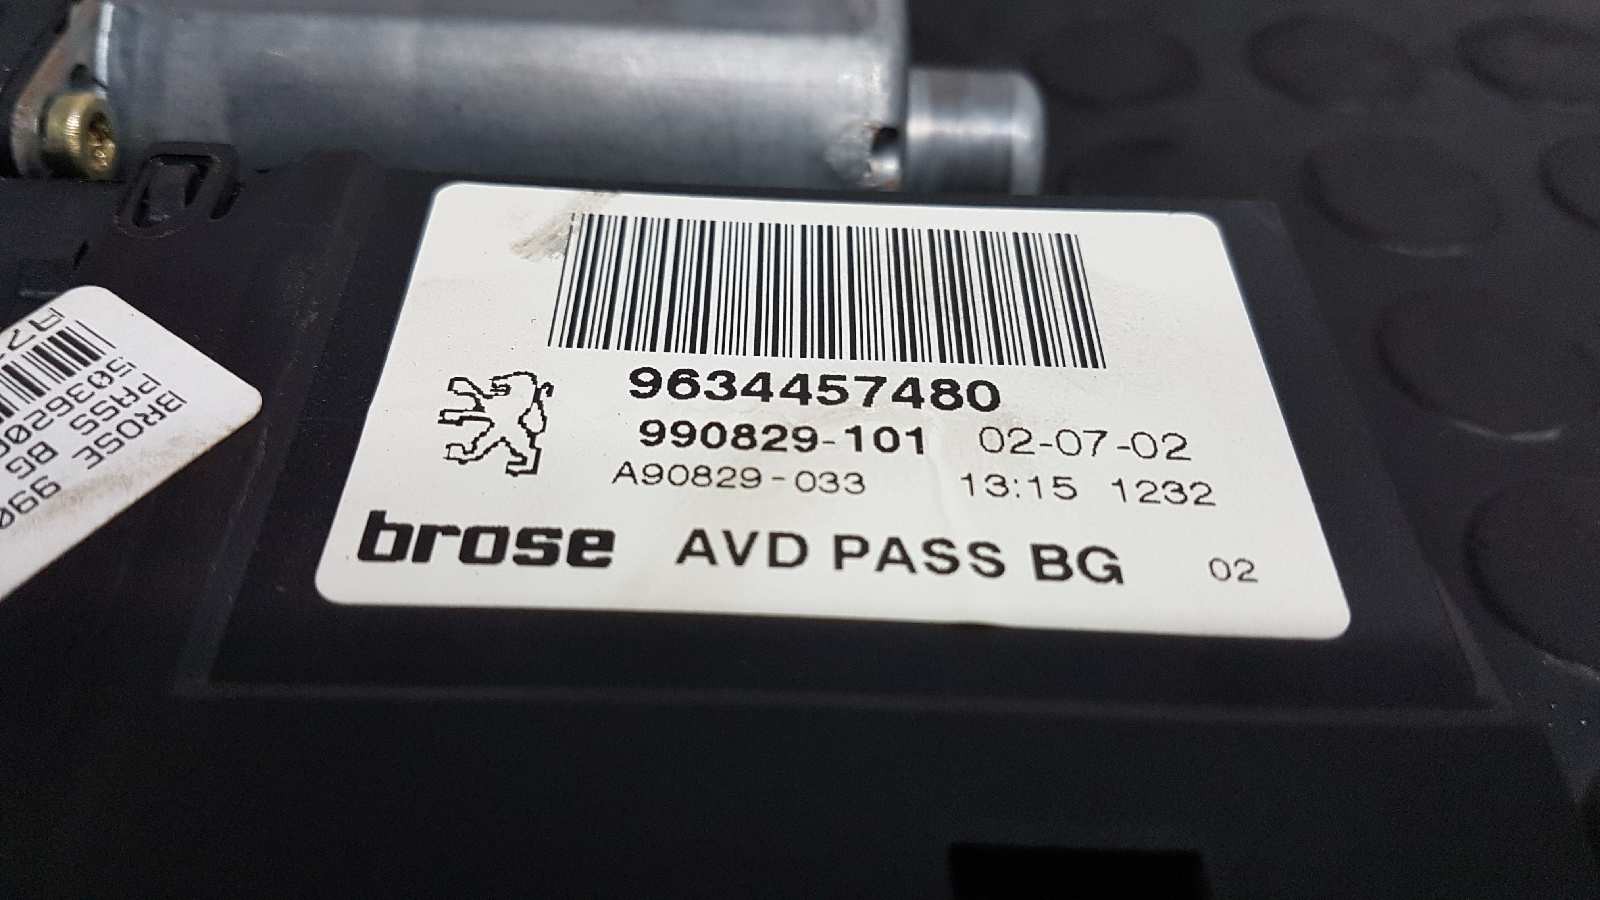 9634457480
990829-101 02-07-02
A90829-033 13:15 1232
brose AVD PASS BG 02
BROSE
PASS BG